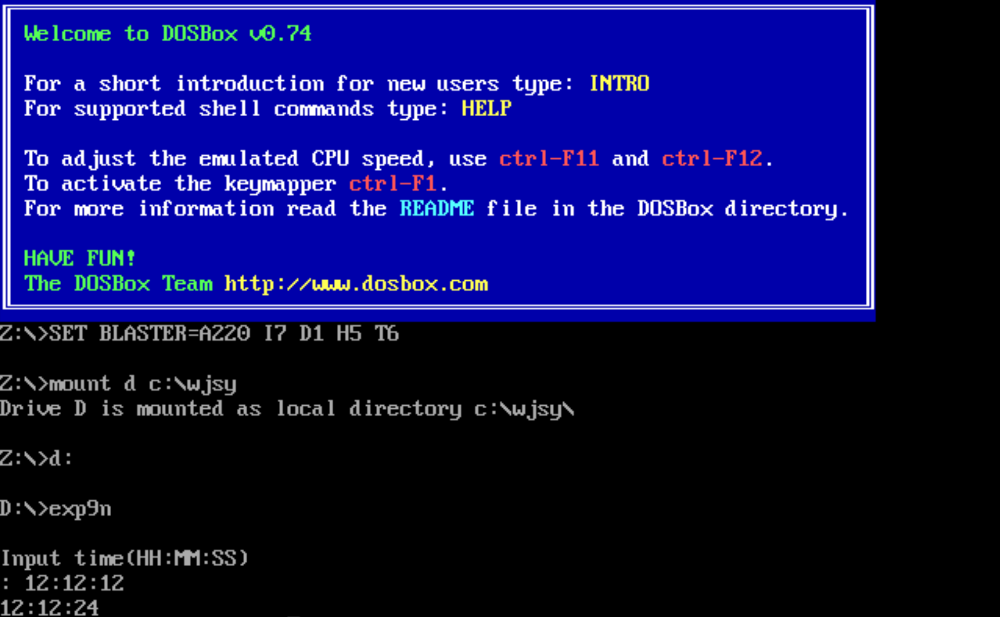 Welcome to DOSBox v0.74
For a short introduction for new users type: INTRO
For supported shell commands type: HELP
To adjust the emulated CPU speed, use ctrl-F11 and ctrl-F12.
To activate the keymapper ctrl-F1.
For more information read the README file in the DOSBox directory.
HAVE FUN!
The DOSBox Team http://www.dosbox.com
Z:\>SET BLASTER=A220 I7 D1 H5 T6
Z:\>mount d c:\wjsy
Drive D is mounted as local directory c:\wjsy\
Z:\>d:
D:\>exp9n
Input time(HH:MM:SS)
: 12:12:12
12:12:24